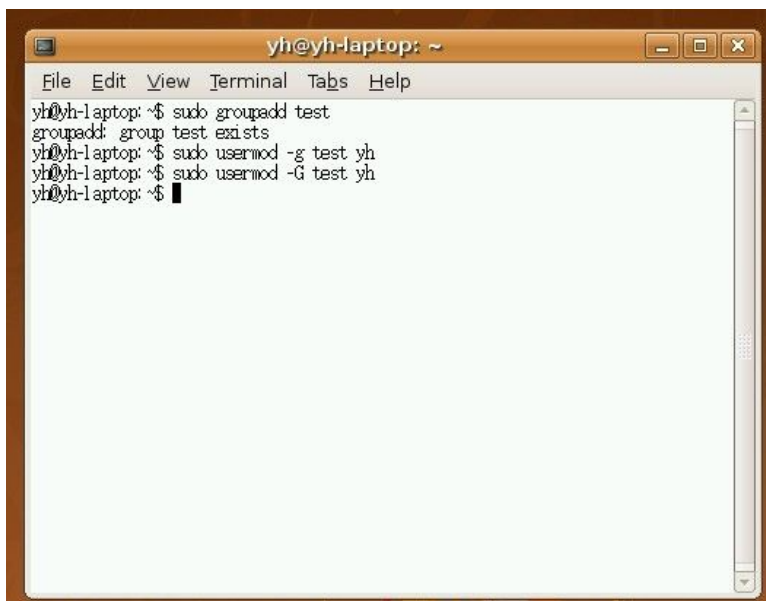 yh@yh-laptop: ~
File Edit View Terminal Tabs Help
yh@yh-laptop:~$ sudo groupadd test
groupadd: group test exists
yh@yh-laptop:~$ sudo usermod -g test yh
yh@yh-laptop:~$ sudo usermod -G test yh
yh@yh-laptop:~$